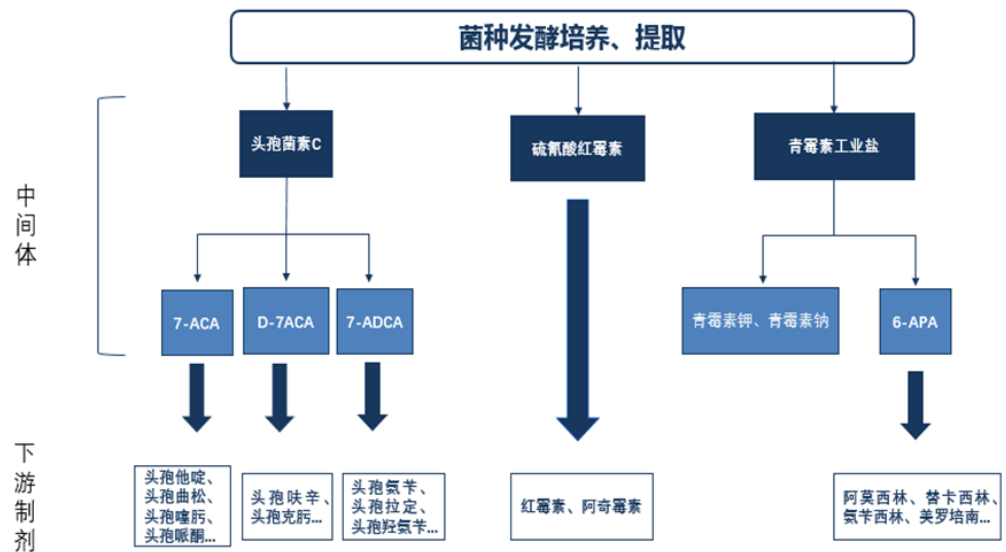 菌种发酵培养、提取
头孢菌素C
硫氰酸红霉素
青霉素工业盐
中
间
体
7-ACA
D-7ACA
7-ADCA
青霉素钾、青霉素钠
6-APA
下
游
制
剂
头孢他啶、
头孢曲松、
头孢噻肟、
头孢哌酮...
头孢呋辛、
头孢克肟...
头孢氨苄、
头孢拉定、
头孢羟氨苄...
红霉素、阿奇霉素
阿莫西林、替卡西林、
氨苄西林、美罗培南...